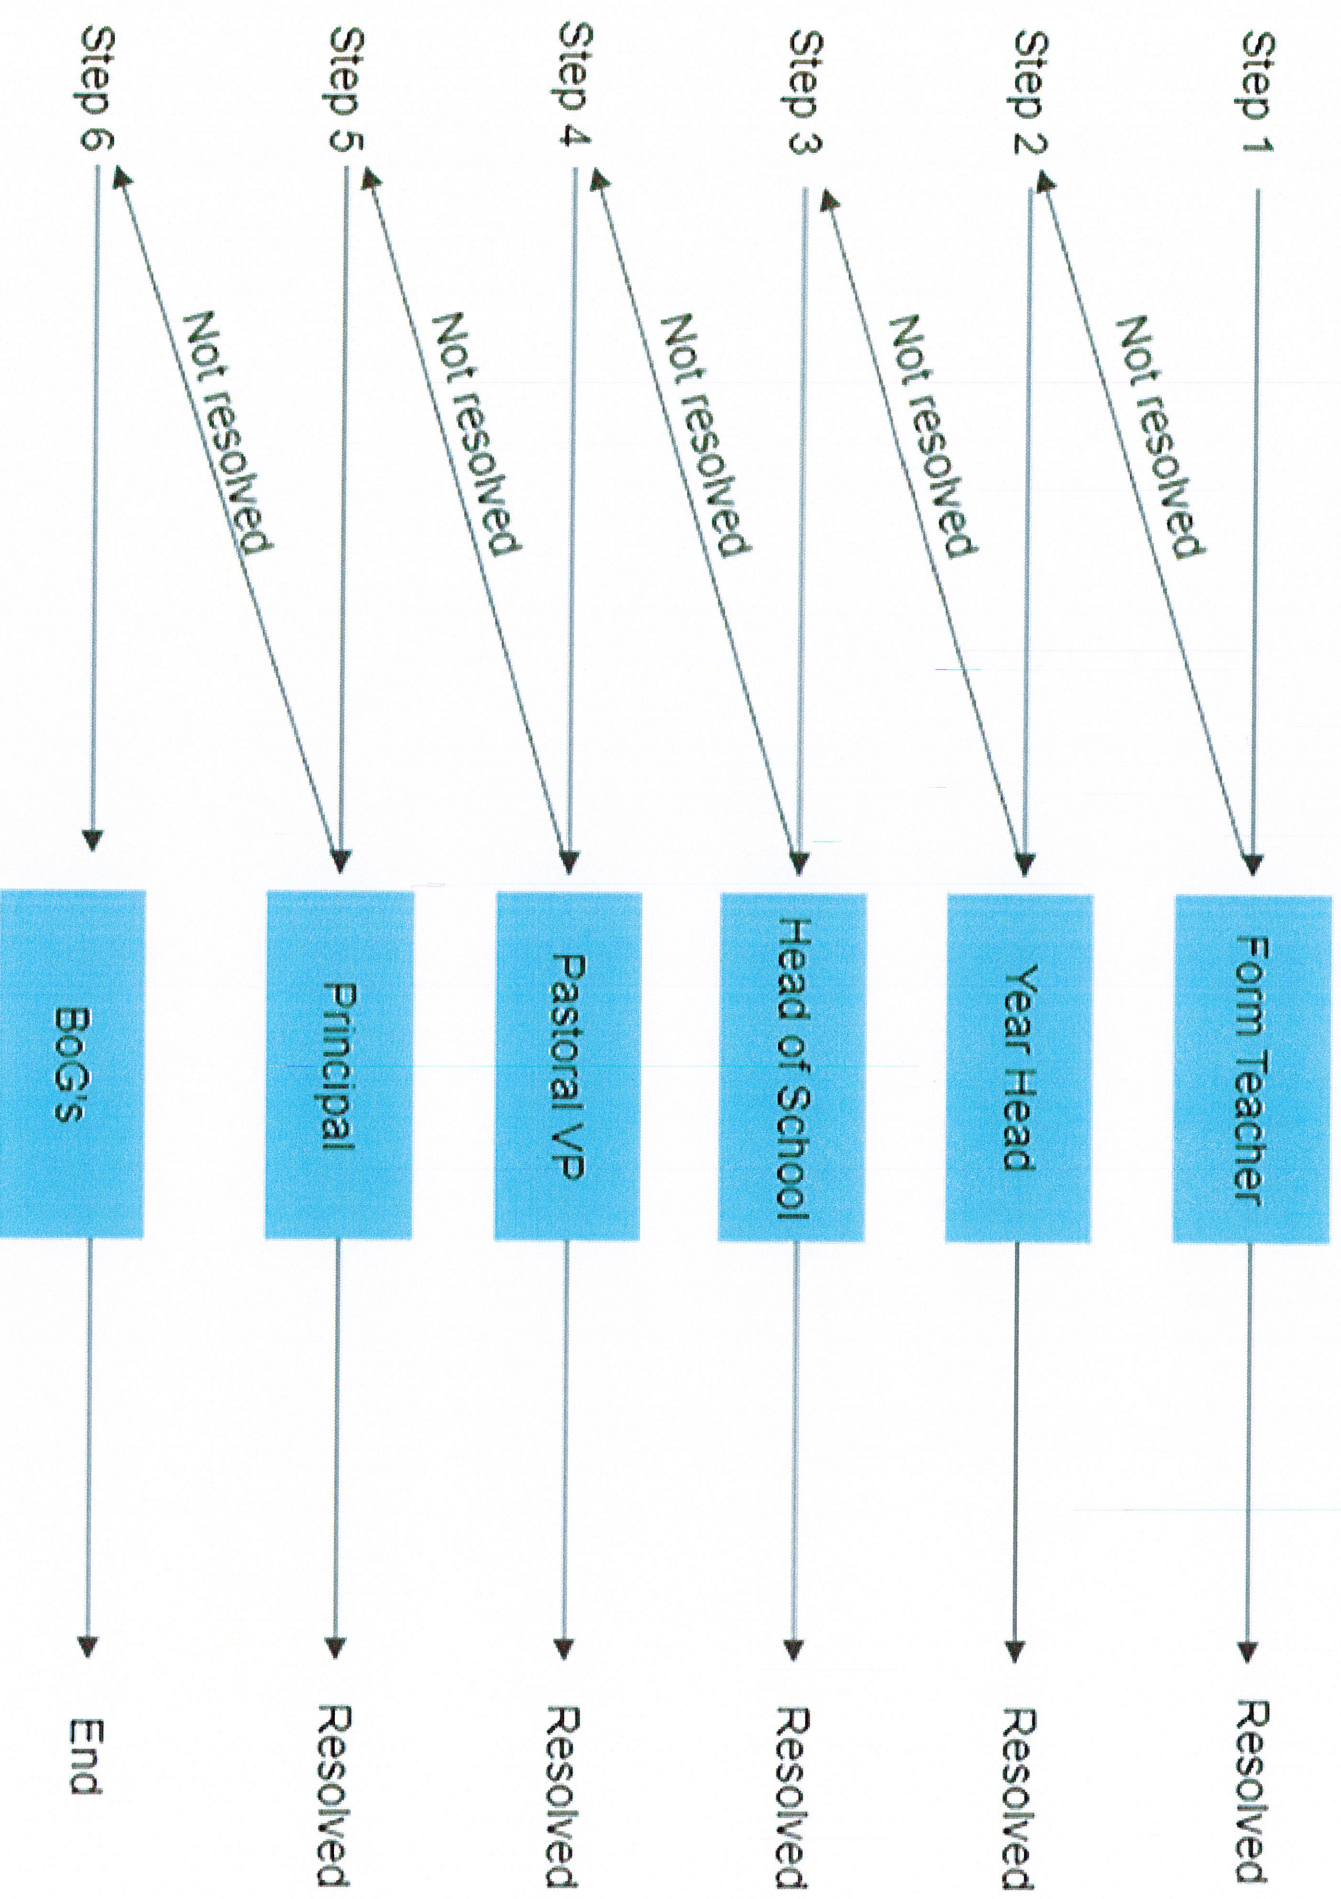 Step 1
Form Teacher
Resolved
Not resolved
Step 2
Year Head
Resolved
Not resolved
Step 3
Head of School
Resolved
Not resolved
Step 4
Pastoral VP
Resolved
Not resolved
Step 5
Principal
Resolved
Not resolved
Step 6
BoG's
End